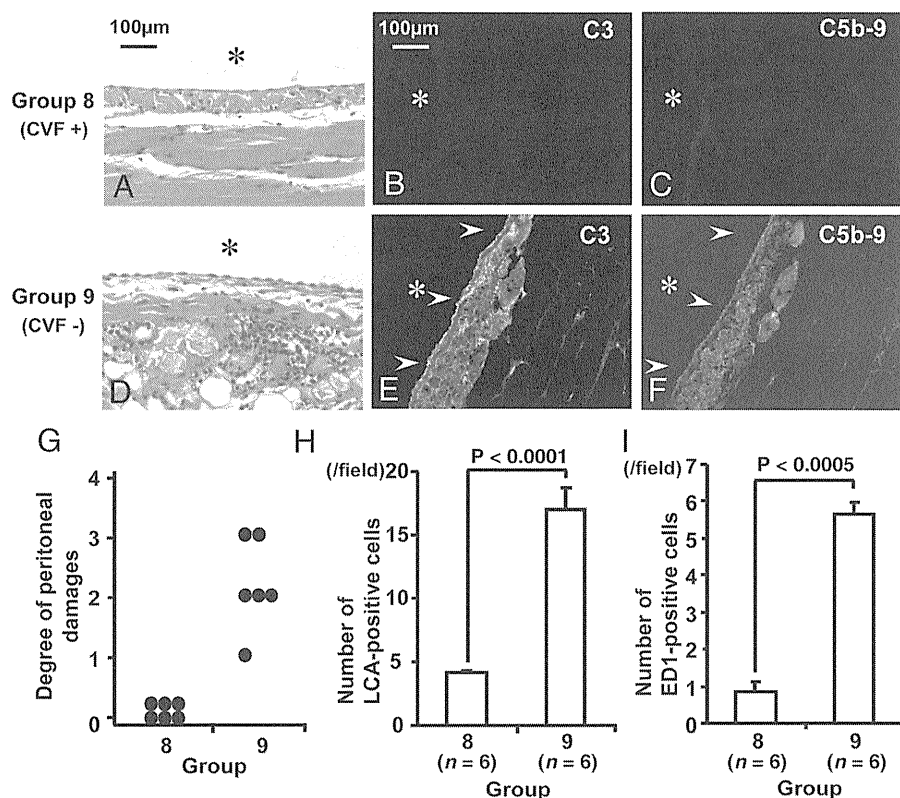 100μm
*
Group 8
(CVF +)
A
100μm
C3
*
B
C5b-9
*
C
*
Group 9
(CVF -)
D
C3
*
E
C5b-9
*
F
G
Degree of peritoneal
damages
4
3
2
1
0
8
9
Group
H
(/field)
P < 0.0001
Number of
LCA-positive cells
20
15
10
5
0
8
(n = 6)
9
(n = 6)
Group
I
(/field)
P < 0.0005
Number of
ED1-positive cells
7
6
5
4
3
2
1
0
8
(n = 6)
9
(n = 6)
Group